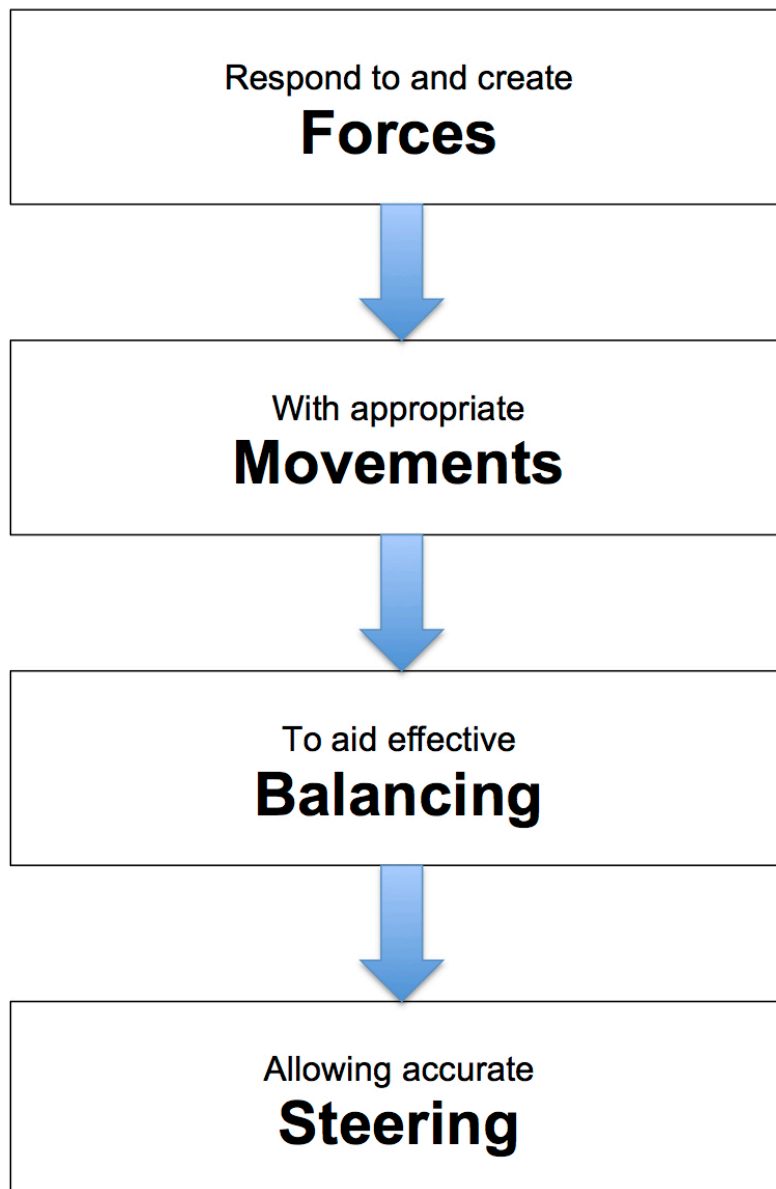 Respond to and create
Forces
With appropriate
Movements
To aid effective
Balancing
Allowing accurate
Steering